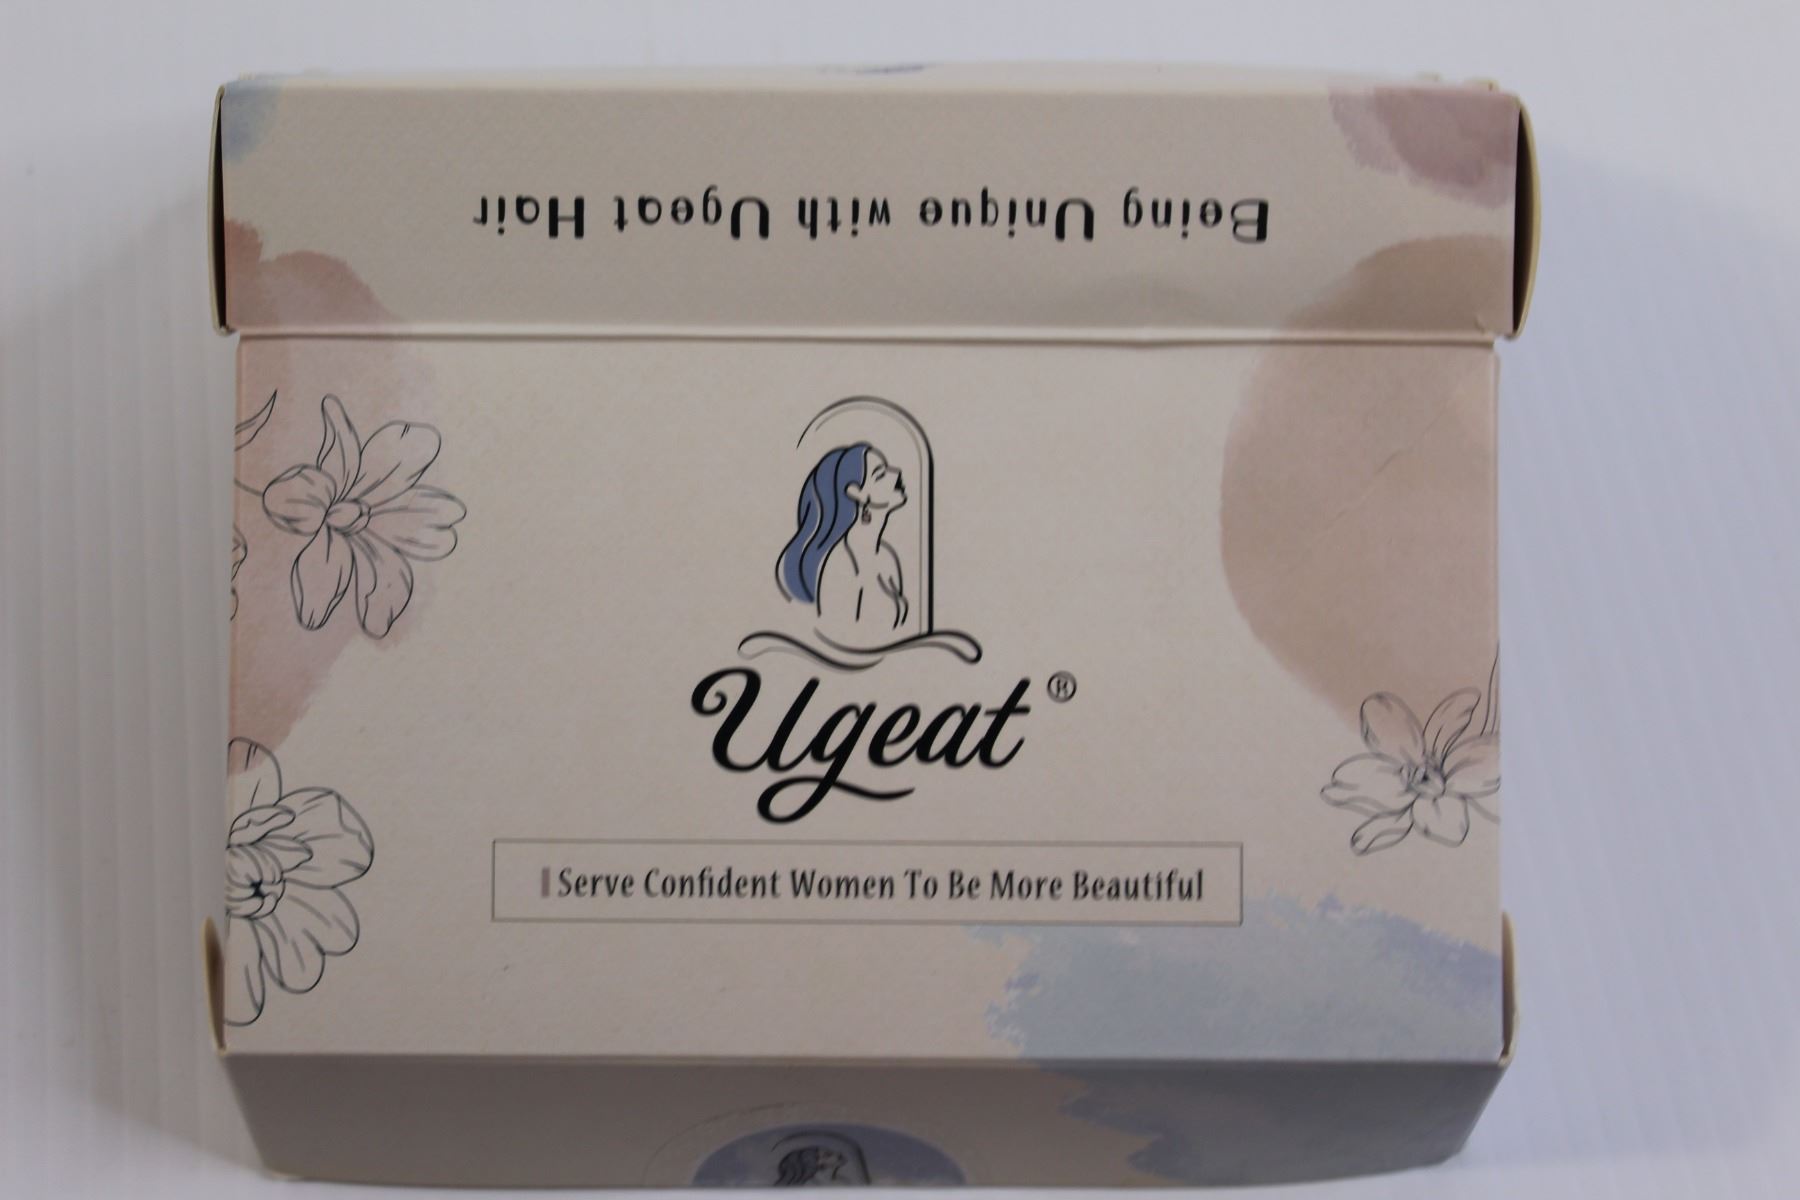 Being Unique with Ugeat Hair
Ugeat ®
Serve Confident Women To Be More Beautiful